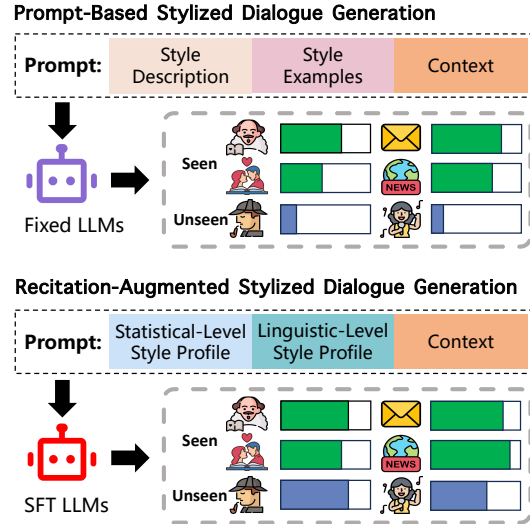 Prompt-Based Stylized Dialogue Generation
Prompt: Style Description Style Examples Context
Seen
NEWS
Unseen
Fixed LLMs
Recitation-Augmented Stylized Dialogue Generation
Prompt: Statistical-Level Style Profile Linguistic-Level Style Profile Context
Seen
NEWS
Unseen
SFT LLMs